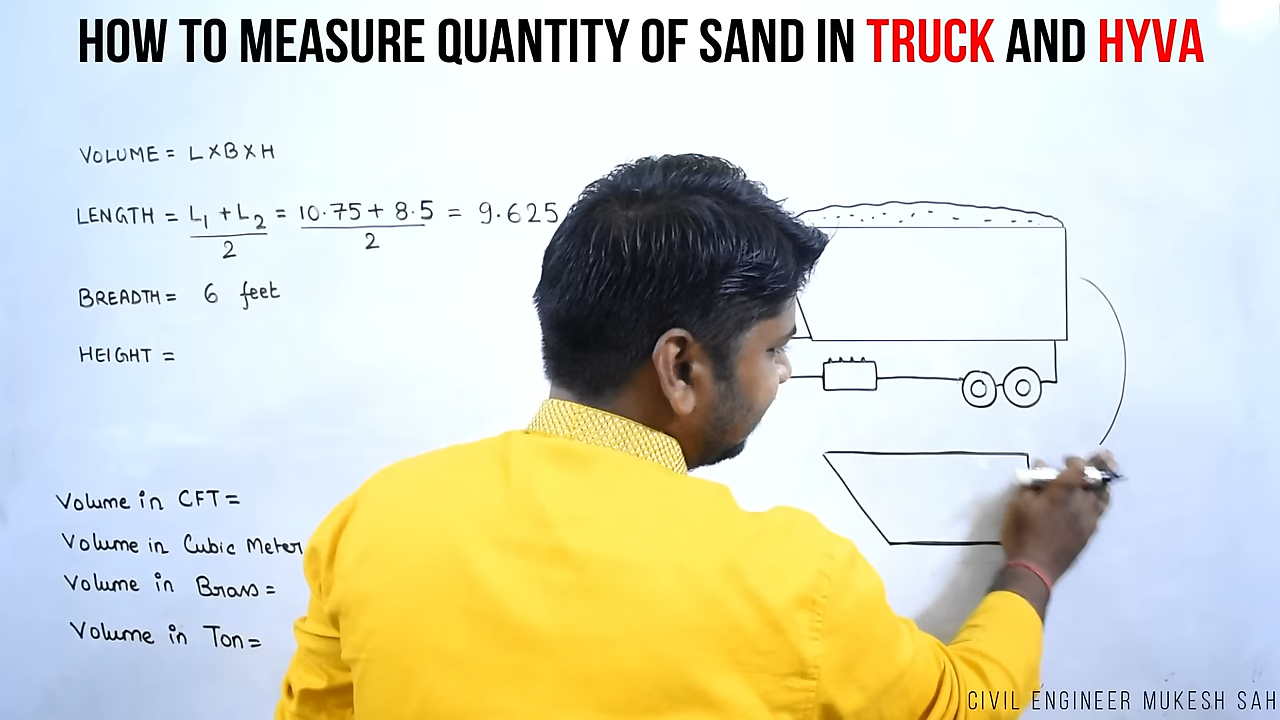 HOW TO MEASURE QUANTITY OF SAND IN TRUCK AND HYVA
VOLUME = L X B X H
LENGTH = L1 + L2 = 10.75 + 8.5 = 9.625
2 2
BREADTH = 6 feet
HEIGHT =
Volume in CFT =
Volume in Cubic Meter
Volume in Brass =
Volume in Ton =
CIVIL ENGINEER MUKESH SAH